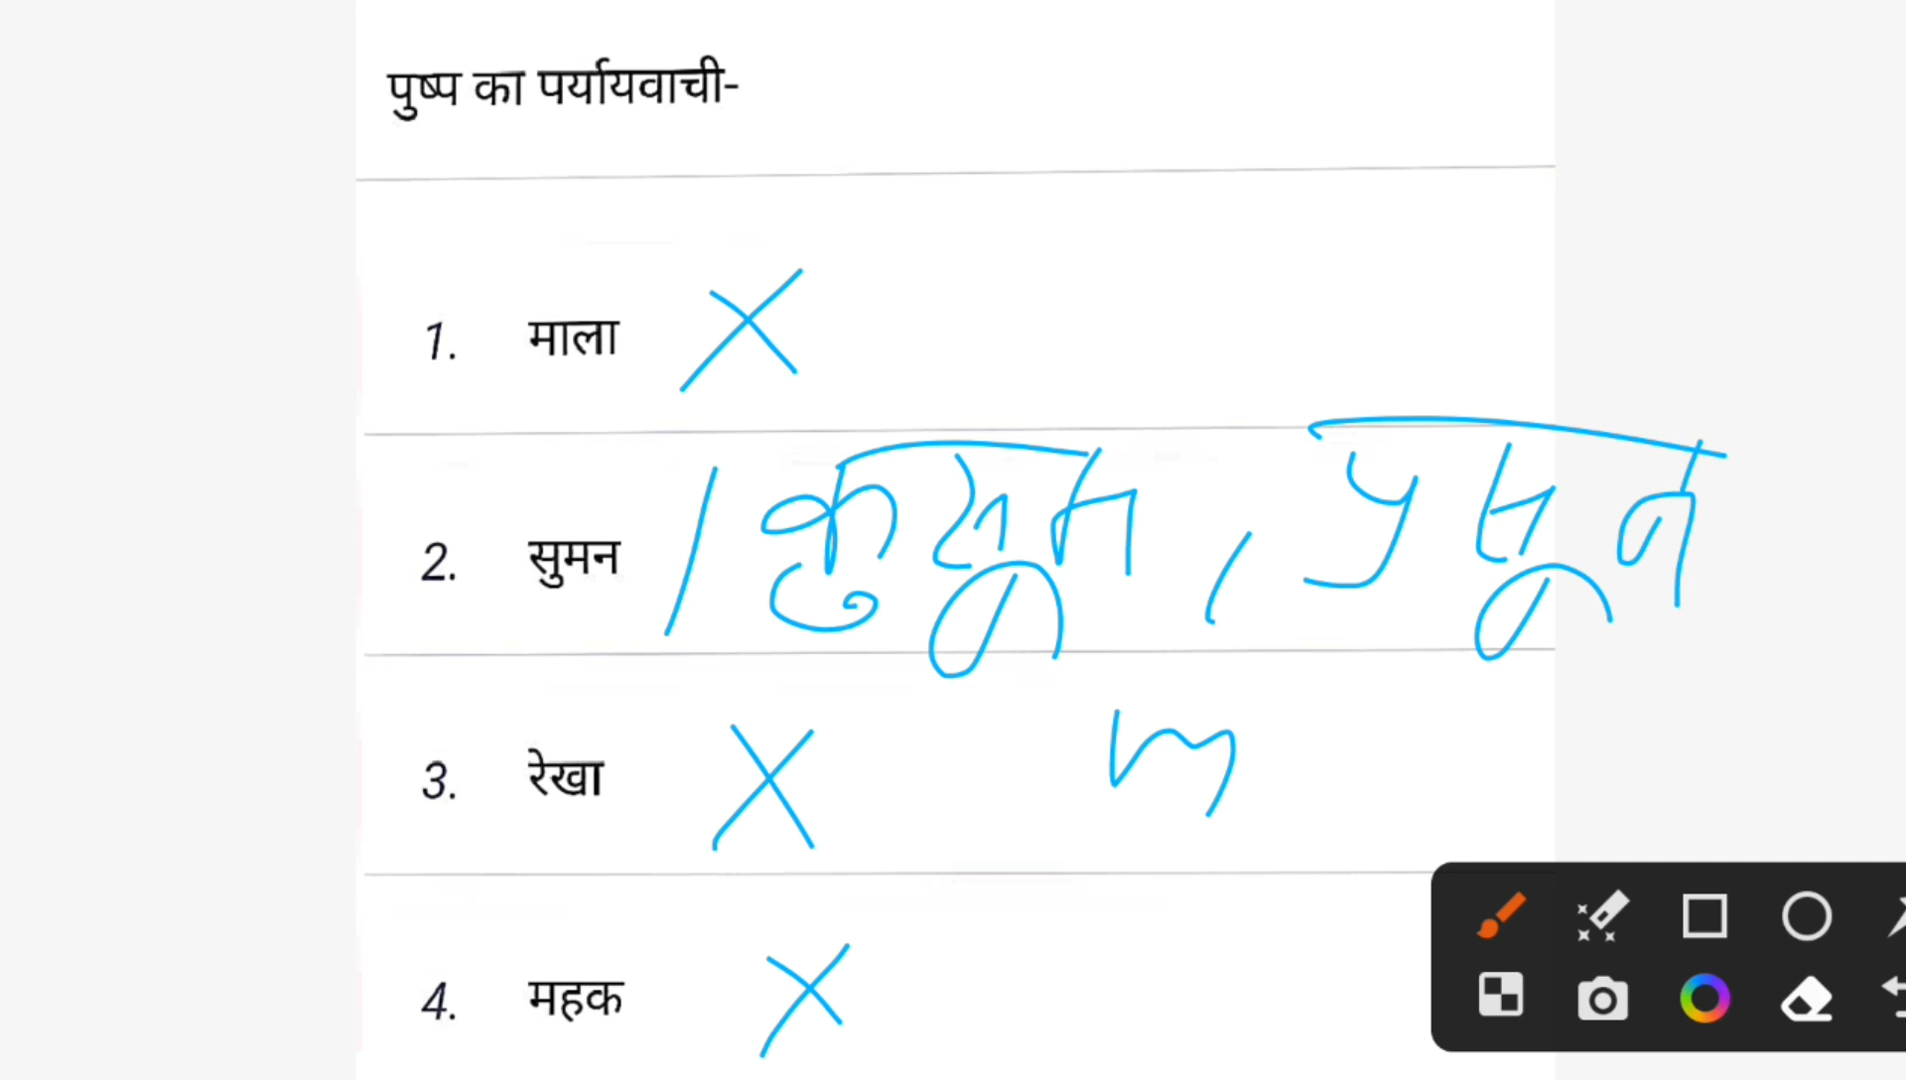 पुष्प का पर्यायवाची-
1. माला
2. सुमन / कुसुम, प्रसून
3. रेखा
4. महक